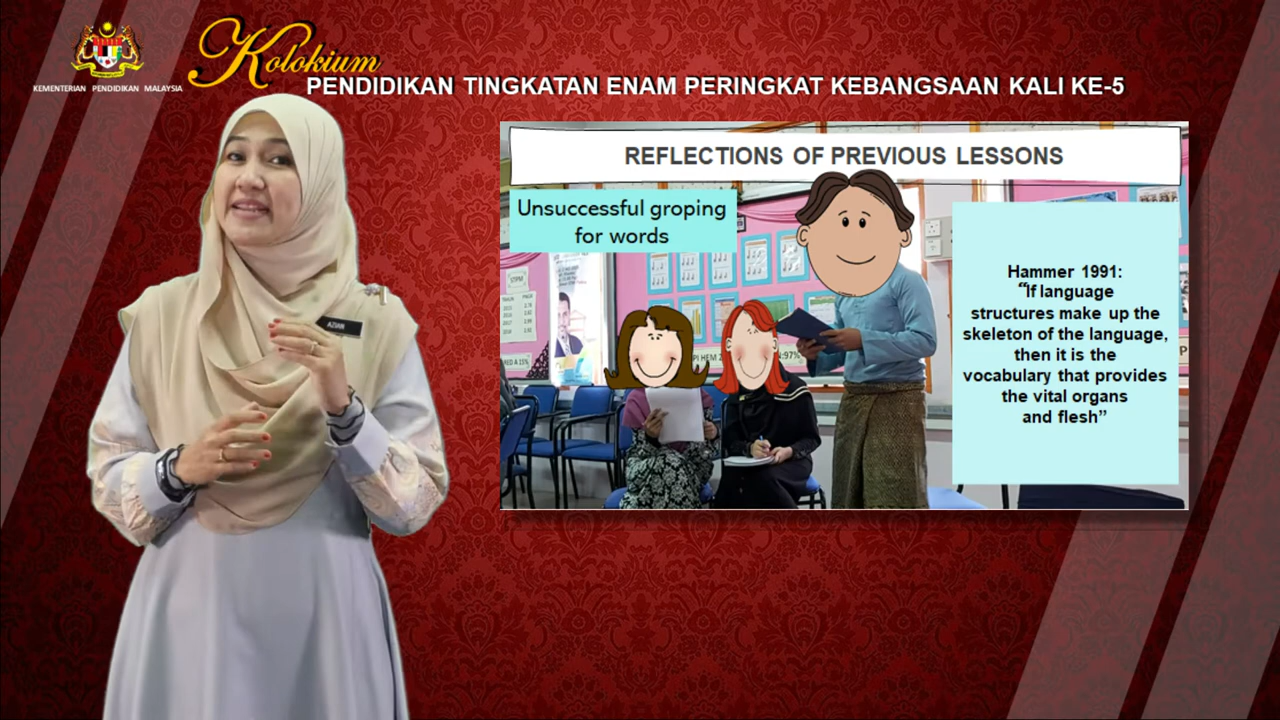 Kolokium
KEMENTERIAN PENDIDIKAN MALAYSIA
PENDIDIKAN TINGKATAN ENAM PERINGKAT KEBANGSAAN KALI KE-5
REFLECTIONS OF PREVIOUS LESSONS
Unsuccessful groping
for words
Hammer 1991:
“If language
structures make up the
skeleton of the language,
then it is the
vocabulary that provides
the vital organs
and flesh”
AZIAN
STPM